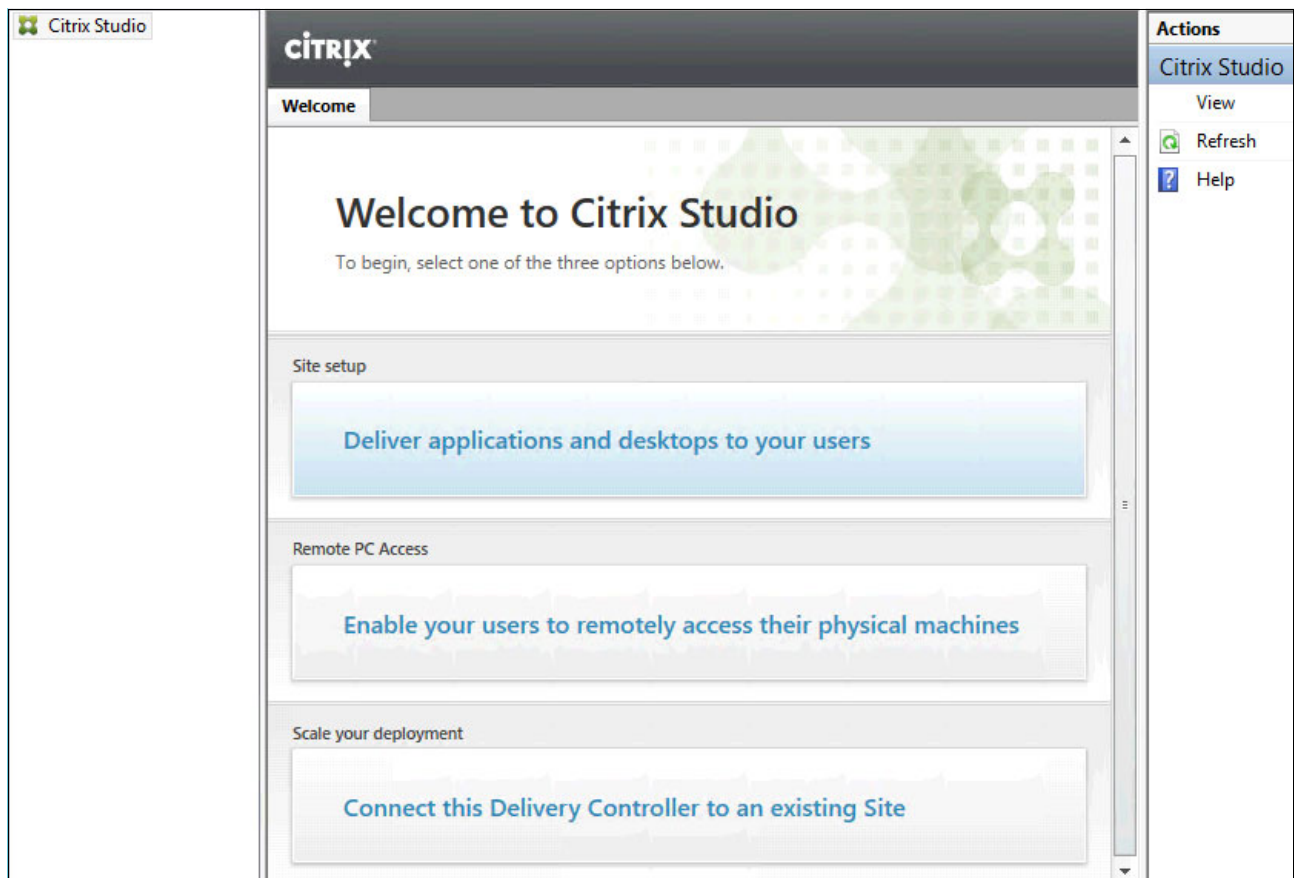 Citrix Studio
CITRIX
Welcome
Welcome to Citrix Studio
To begin, select one of the three options below.
Site setup
Deliver applications and desktops to your users
Remote PC Access
Enable your users to remotely access their physical machines
Scale your deployment
Connect this Delivery Controller to an existing Site
Actions
Citrix Studio
View
Refresh
Help